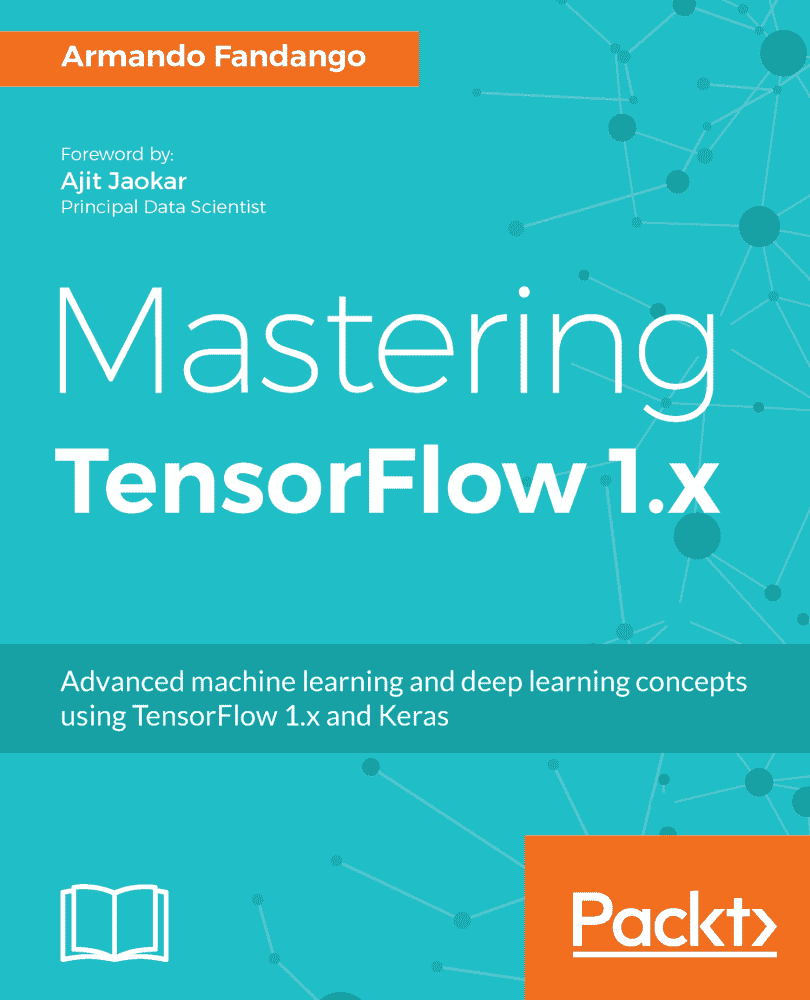 Armando Fandango
Foreword by:
Ajit Jaokar
Principal Data Scientist
Mastering
TensorFlow 1.x
Advanced machine learning and deep learning concepts
using TensorFlow 1.x and Keras
Packt